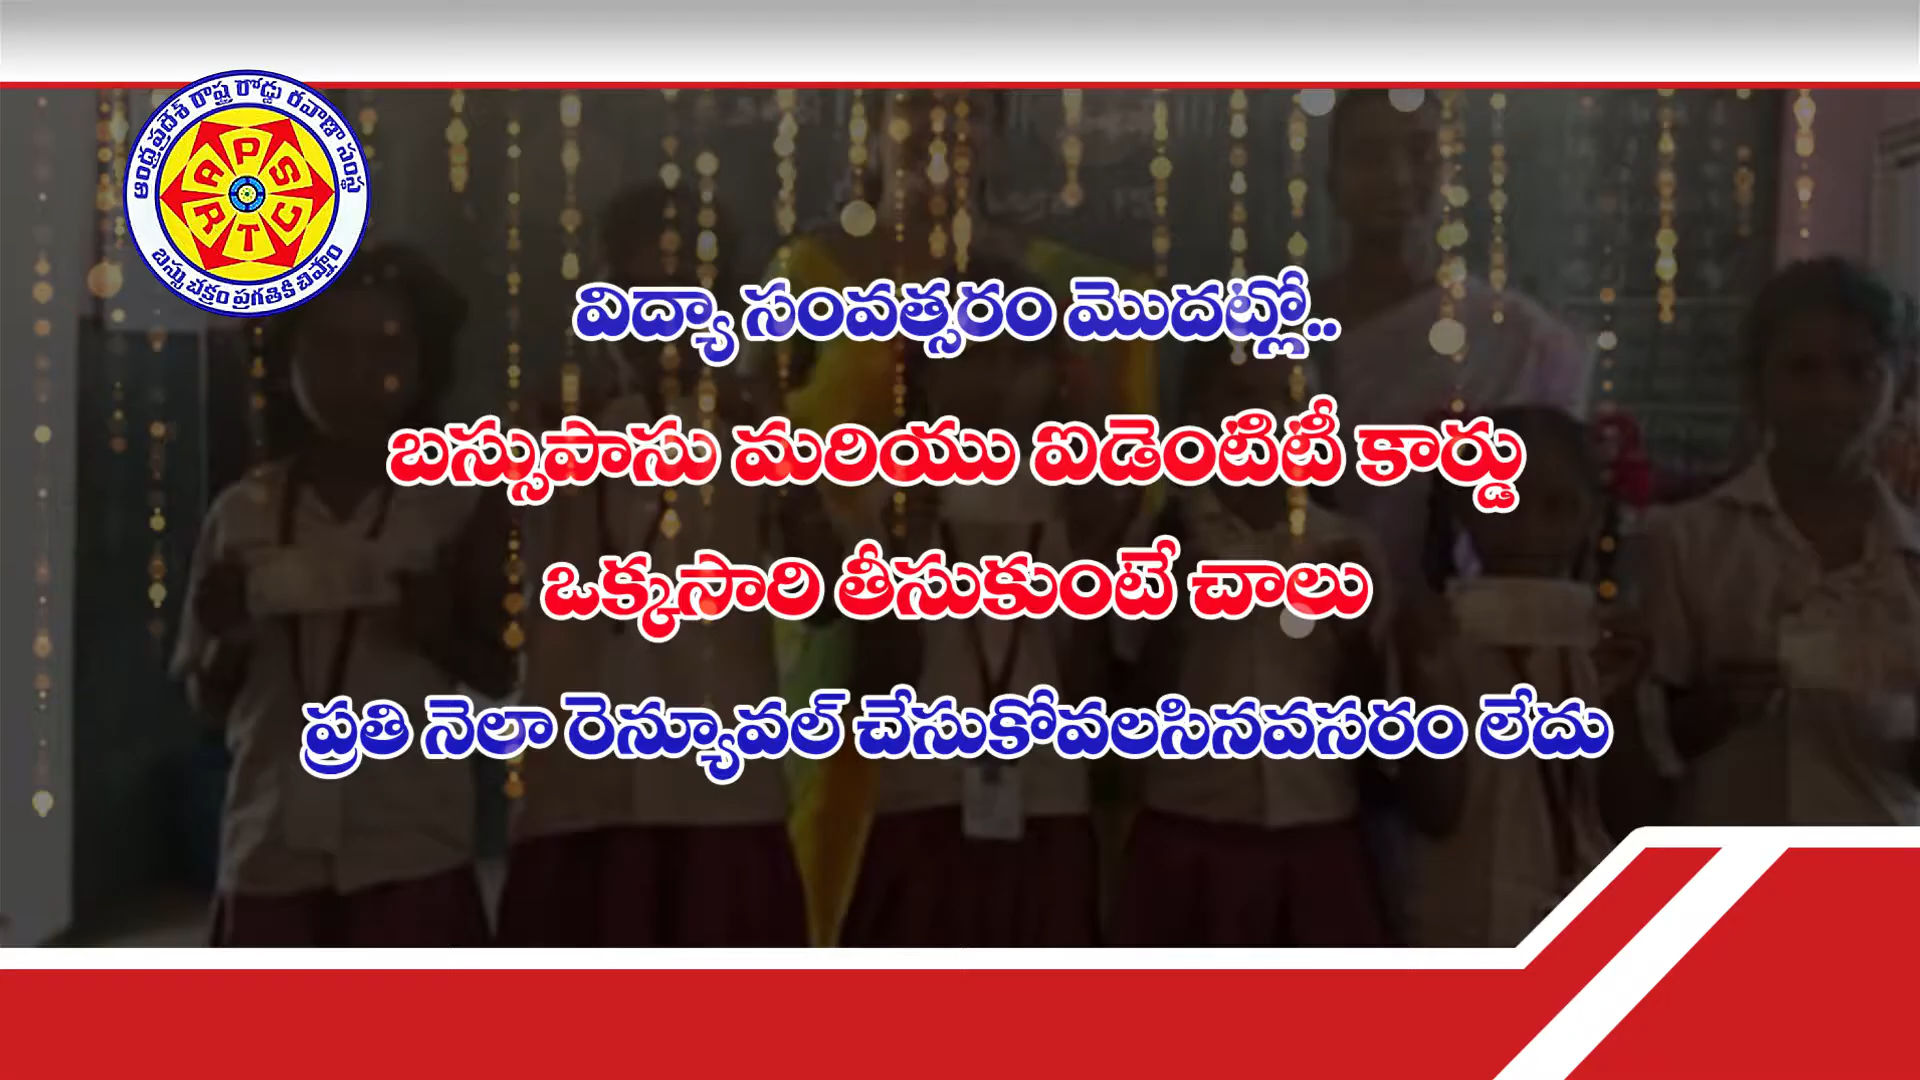 ఆంధ్రప్రదేశ్ రాష్ట్ర రోడ్డు రవాణా సంస్థ
APSRTC
బస్సు చక్రం ప్రగతికి చిహ్నం
విద్యా సంవత్సరం మొదట్లో..
బస్సుపాసు మరియు ఐడెంటిటీ కార్డు
ఒక్కసారి తీసుకుంటే చాలు
ప్రతి నెలా రెన్యూవల్ చేసుకోవలసినవసరం లేదు